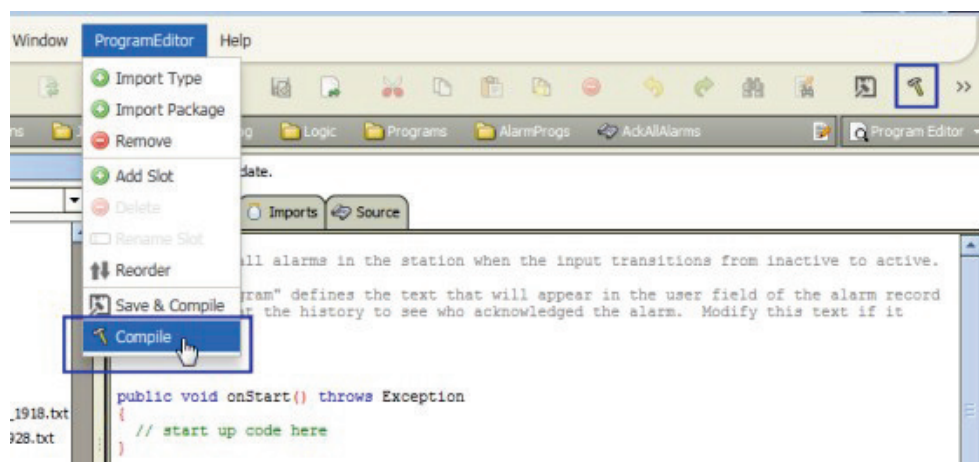 Window ProgramEditor Help
Import Type
Import Package
Remove
Logic Programs AlarmProgs AckAllAlarms Program Editor
Add Slot
date.
Delete
Imports Source
Rename Slot
all alarms in the station when the input transitions from inactive to active.
Reorder
gram" defines the text that will appear in the user field of the alarm record
Save & Compile
at the history to see who acknowledged the alarm. Modify this text if it
Compile
public void onStart() throws Exception
_1918.txt
{
// start up code here
928.txt
}